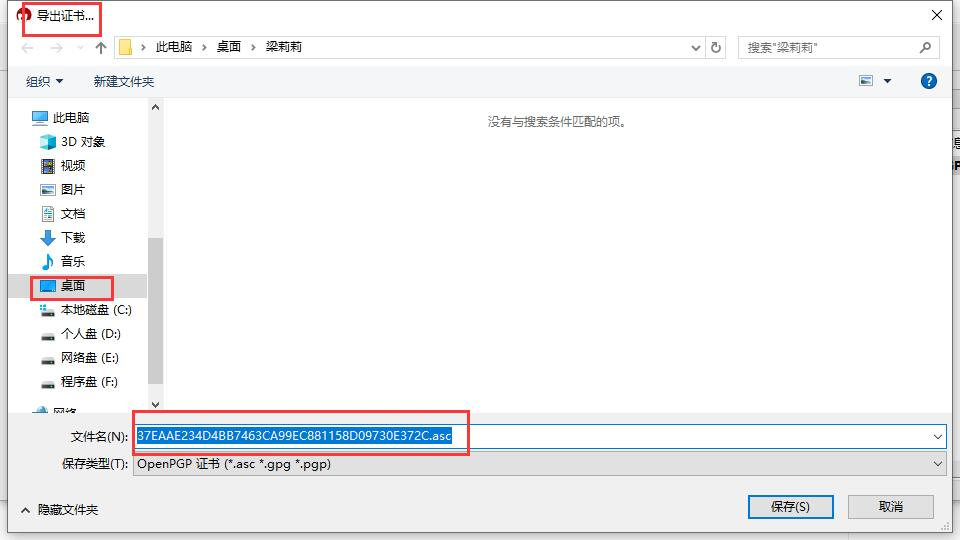 导出证书...
此电脑 > 桌面 > 梁莉莉
搜索"梁莉莉"
组织 新建文件夹
此电脑
3D 对象
视频
图片
文档
下载
音乐
桌面
本地磁盘 (C:)
个人盘 (D:)
网络盘 (E:)
程序盘 (F:)
网络
没有与搜索条件匹配的项。
文件名(N): 37EAAE234D4BB7463CA99EC881158D09730E372C.asc
保存类型(T): OpenPGP 证书 (*.asc *.gpg *.pgp)
隐藏文件夹
保存(S) 取消